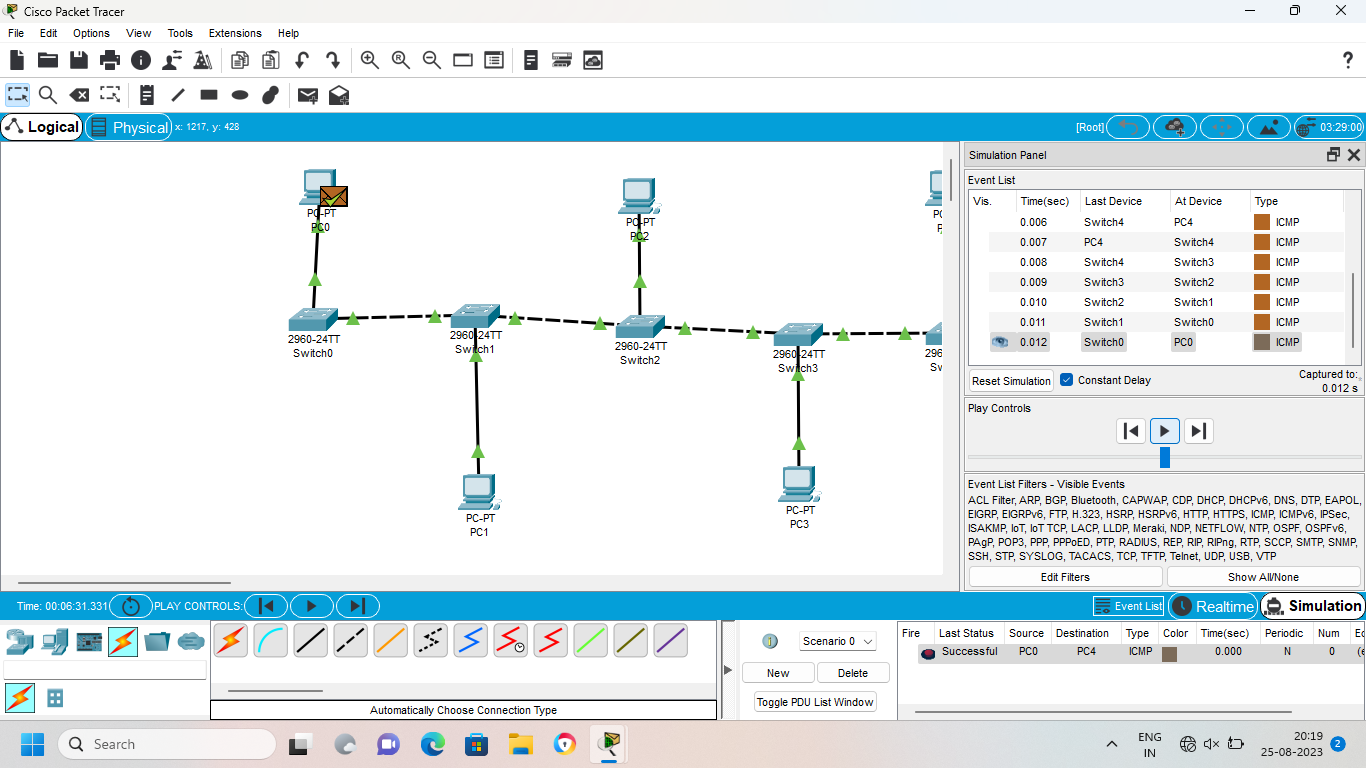 Cisco Packet Tracer
File Edit Options View Tools Extensions Help
Logical Physical x: 1217, y: 428 [Root] 03:29:00
PC-PT
PC0
PC-PT
PC2
2960-24TT
Switch0
2960-24TT
Switch1
2960-24TT
Switch2
2960-24TT
Switch3
PC-PT
PC1
PC-PT
PC3
PC
P
296
Sw
Simulation Panel
Event List
Vis. Time(sec) Last Device At Device Type
0.006 Switch4 PC4 ICMP
0.007 PC4 Switch4 ICMP
0.008 Switch4 Switch3 ICMP
0.009 Switch3 Switch2 ICMP
0.010 Switch2 Switch1 ICMP
0.011 Switch1 Switch0 ICMP
0.012 Switch0 PC0 ICMP
Reset Simulation Constant Delay Captured to:
0.012 s
Play Controls
Event List Filters - Visible Events
ACL Filter, ARP, BGP, Bluetooth, CAPWAP, CDP, DHCP, DHCPv6, DNS, DTP, EAPOL,
EIGRP, EIGRPv6, FTP, H.323, HSRP, HSRPv6, HTTP, HTTPS, ICMP, ICMPv6, IPSec,
ISAKMP, IoT, IoT TCP, LACP, LLDP, Meraki, NDP, NETFLOW, NTP, OSPF, OSPFv6,
PAgP, POP3, PPP, PPPoED, PTP, RADIUS, REP, RIP, RIPng, RTP, SCCP, SMTP, SNMP,
SSH, STP, SYSLOG, TACACS, TCP, TFTP, Telnet, UDP, USB, VTP
Edit Filters Show All/None
Time: 00:06:31.331 PLAY CONTROLS: Event List Realtime Simulation
Automatically Choose Connection Type
Scenario 0
New Delete
Toggle PDU List Window
Fire Last Status Source Destination Type Color Time(sec) Periodic Num Ec
Successful PC0 PC4 ICMP 0.000 N 0 (e
Search
ENG
IN
20:19
25-08-2023
2